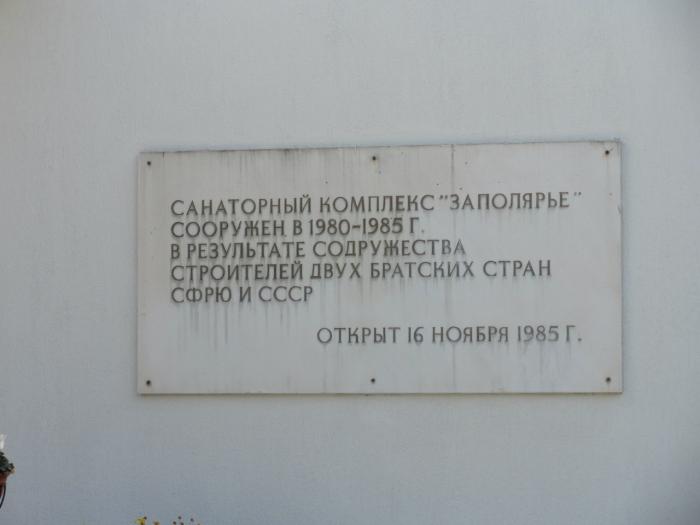 САНАТОРНЫЙ КОМПЛЕКС "ЗАПОЛЯРЬЕ"
СООРУЖЕН В 1980-1985 Г.
В РЕЗУЛЬТАТЕ СОДРУЖЕСТВА
СТРОИТЕЛЕЙ ДВУХ БРАТСКИХ СТРАН
СФРЮ И СССР
ОТКРЫТ 16 НОЯБРЯ 1985 Г.